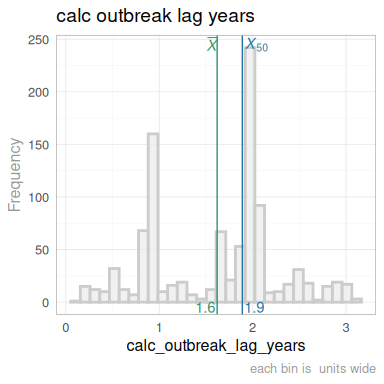 calc outbreak lag years
250
200
150
100
50
0
Frequency
X̅
X50
1.6
1.9
0
1
2
3
calc_outbreak_lag_years
each bin is  units wide